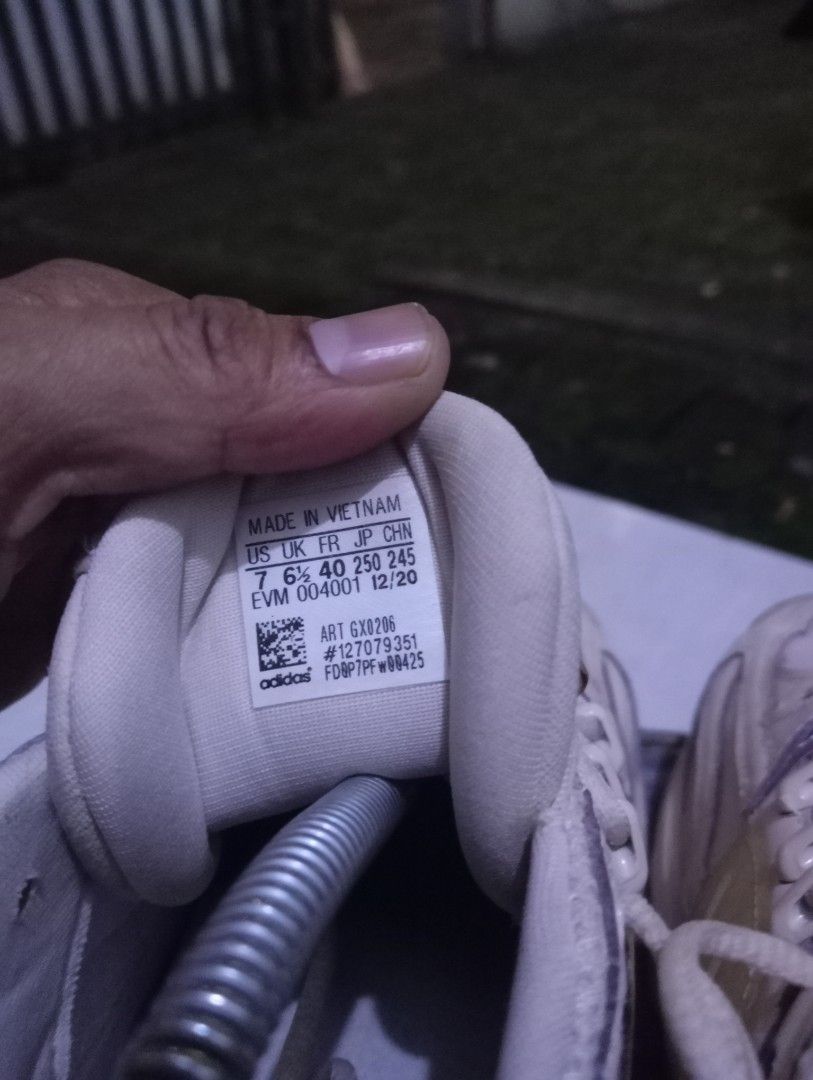 MADE IN VIETNAM
US UK FR JP CHN
7 6½ 40 250 245
EVM 004001 12/20
ART GX0206
#127079351
adidas